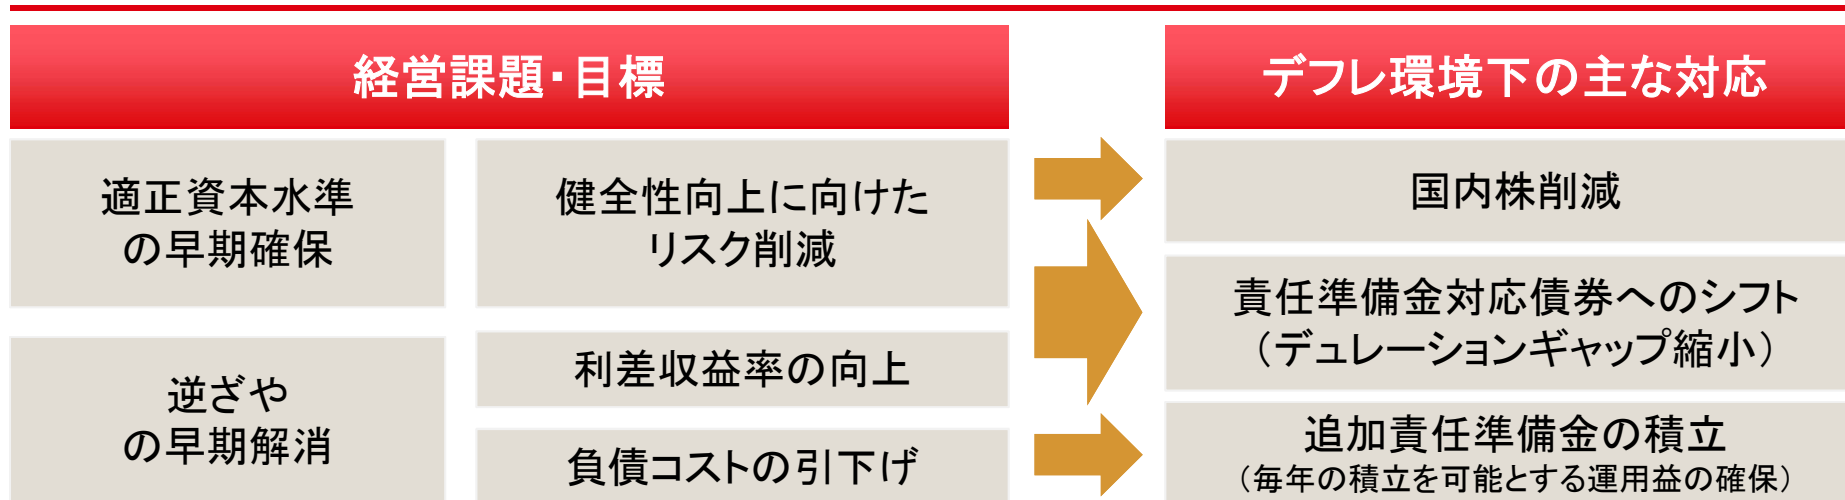 経営課題・目標
デフレ環境下の主な対応
適正資本水準
の早期確保
健全性向上に向けた
リスク削減
国内株削減
責任準備金対応債券へのシフト
（デュレーションギャップ縮小）
逆ざや
の早期解消
利差収益率の向上
負債コストの引下げ
追加責任準備金の積立
（毎年の積立を可能とする運用益の確保）